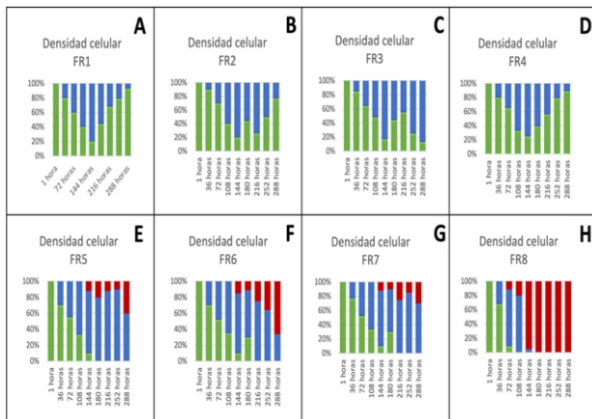 A
Densidad celular
FR1
100%
80%
60%
40%
20%
0%
1 hora
72 horas
144 horas
216 horas
288 horas
B
Densidad celular
FR2
100%
80%
60%
40%
20%
0%
1 hora
36 horas
72 horas
108 horas
144 horas
180 horas
216 horas
252 horas
288 horas
C
Densidad celular
FR3
100%
80%
60%
40%
20%
0%
1 hora
36 horas
72 horas
108 horas
144 horas
180 horas
216 horas
252 horas
288 horas
D
Densidad celular
FR4
100%
80%
60%
40%
20%
0%
1 hora
36 horas
72 horas
108 horas
144 horas
180 horas
216 horas
252 horas
288 horas
E
Densidad celular
FR5
100%
80%
60%
40%
20%
0%
1 hora
36 horas
72 horas
108 horas
144 horas
180 horas
216 horas
252 horas
288 horas
F
Densidad celular
FR6
100%
80%
60%
40%
20%
0%
1 hora
36 horas
72 horas
108 horas
144 horas
180 horas
216 horas
252 horas
288 horas
G
Densidad celular
FR7
100%
80%
60%
40%
20%
0%
1 hora
36 horas
72 horas
108 horas
144 horas
180 horas
216 horas
252 horas
288 horas
H
Densidad celular
FR8
100%
80%
60%
40%
20%
0%
1 hora
36 horas
72 horas
108 horas
144 horas
180 horas
216 horas
252 horas
288 horas